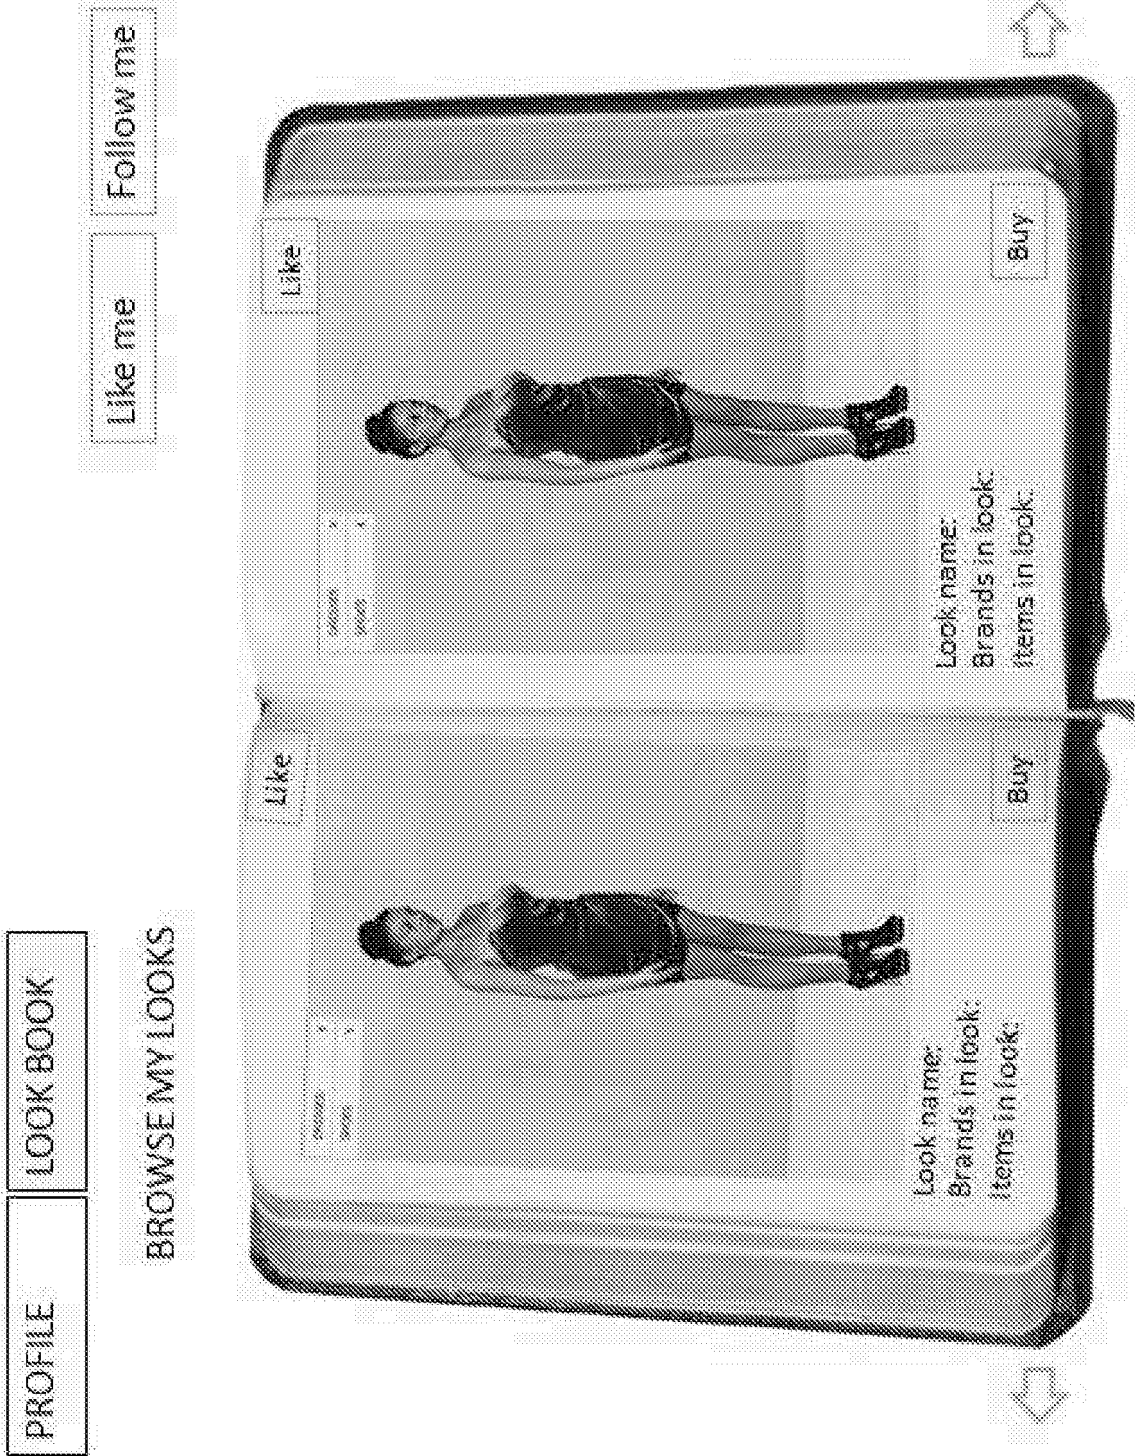 PROFILE
LOOK BOOK
Like me
Follow me
BROWSE MY LOOKS
Like
Look name:
Brands in look:
Items in look:
Buy
Like
Look name:
Brands in look:
Items in look:
Buy